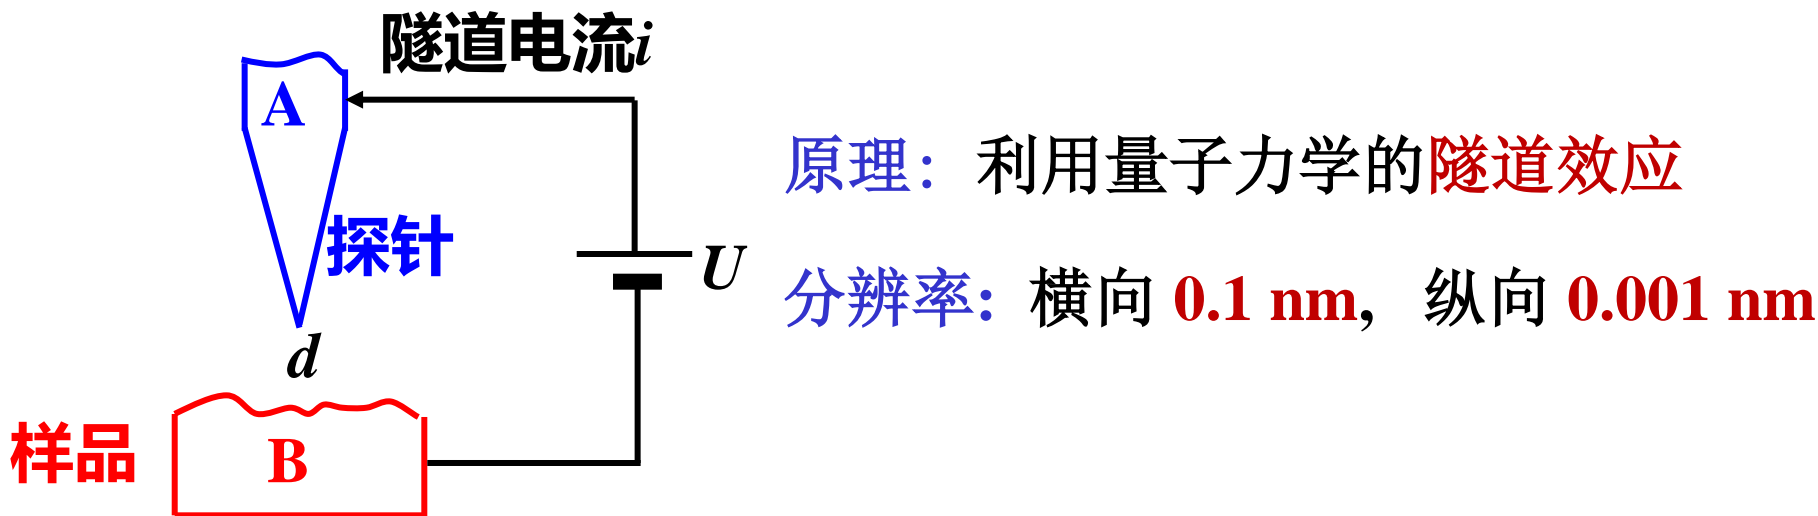 隧道电流i
A
探针
U
d
样品
B
原理：利用量子力学的隧道效应
分辨率：横向 0.1 nm， 纵向 0.001 nm